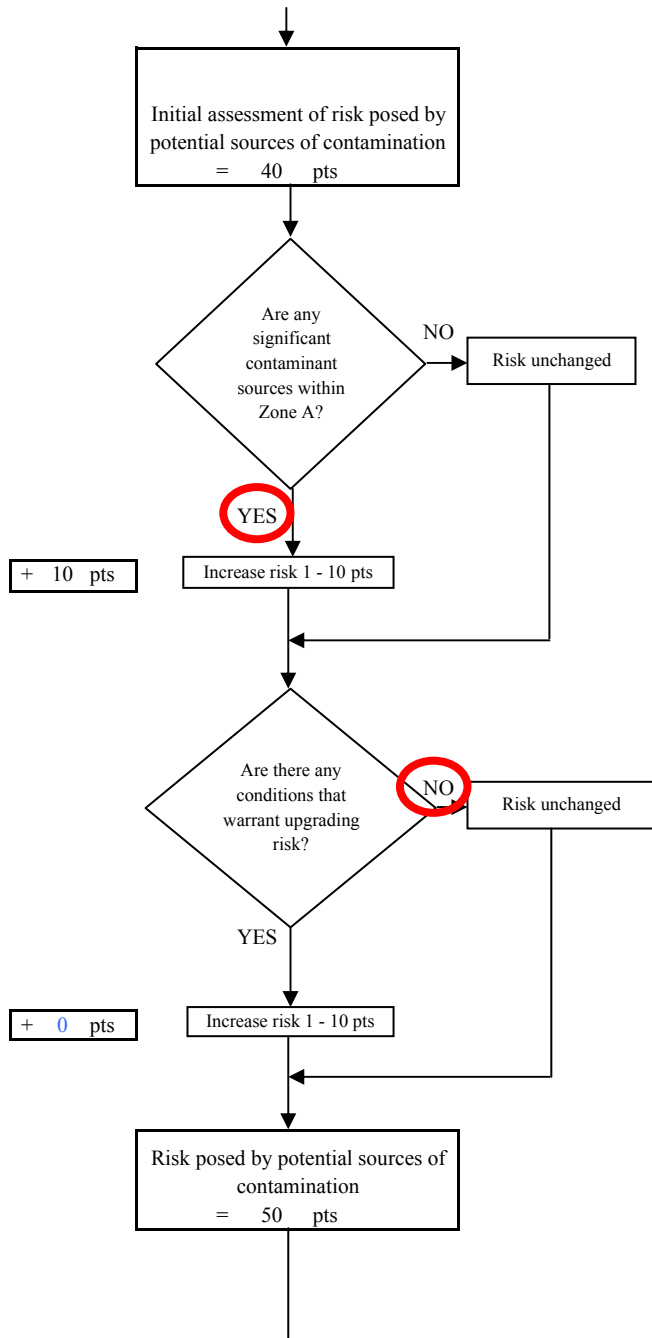 Initial assessment of risk posed by
potential sources of contamination
= 40 pts
Are any
significant
contaminant
sources within
Zone A?
NO
Risk unchanged
YES
+ 10 pts
Increase risk 1 - 10 pts
Are there any
conditions that
warrant upgrading
risk?
NO
Risk unchanged
YES
+ 0 pts
Increase risk 1 - 10 pts
Risk posed by potential sources of
contamination
= 50 pts